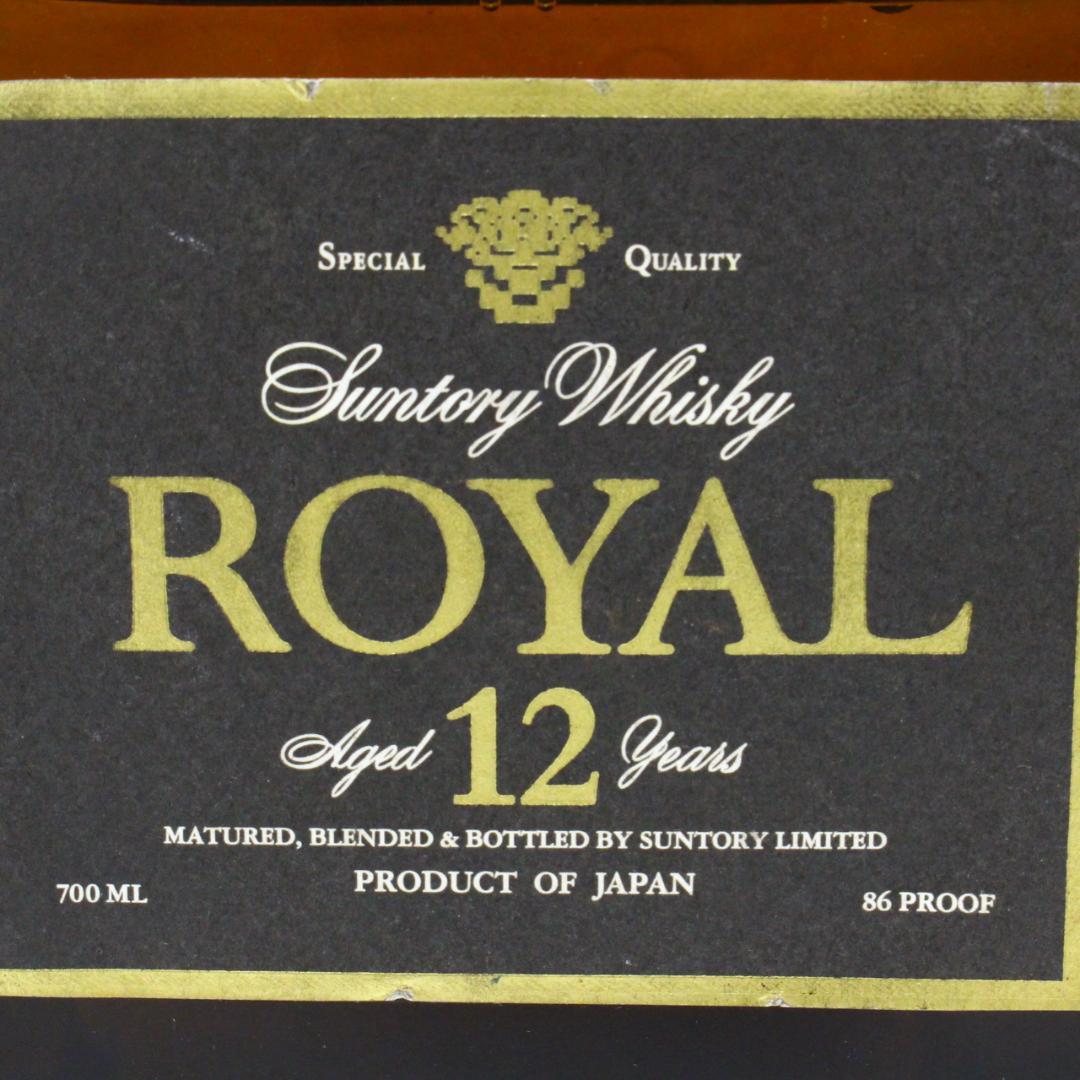 SPECIAL QUALITY
Suntory Whisky
ROYAL
Aged 12 Years
MATURED, BLENDED & BOTTLED BY SUNTORY LIMITED
700 ML PRODUCT OF JAPAN 86 PROOF